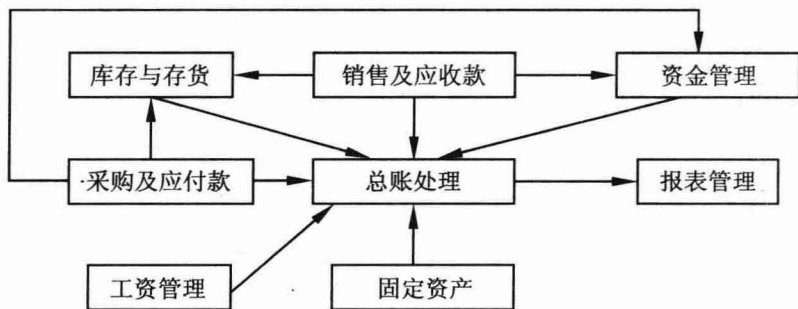 库存与存货 销售及应收款 资金管理
采购及应付款 总账处理 报表管理
工资管理 固定资产